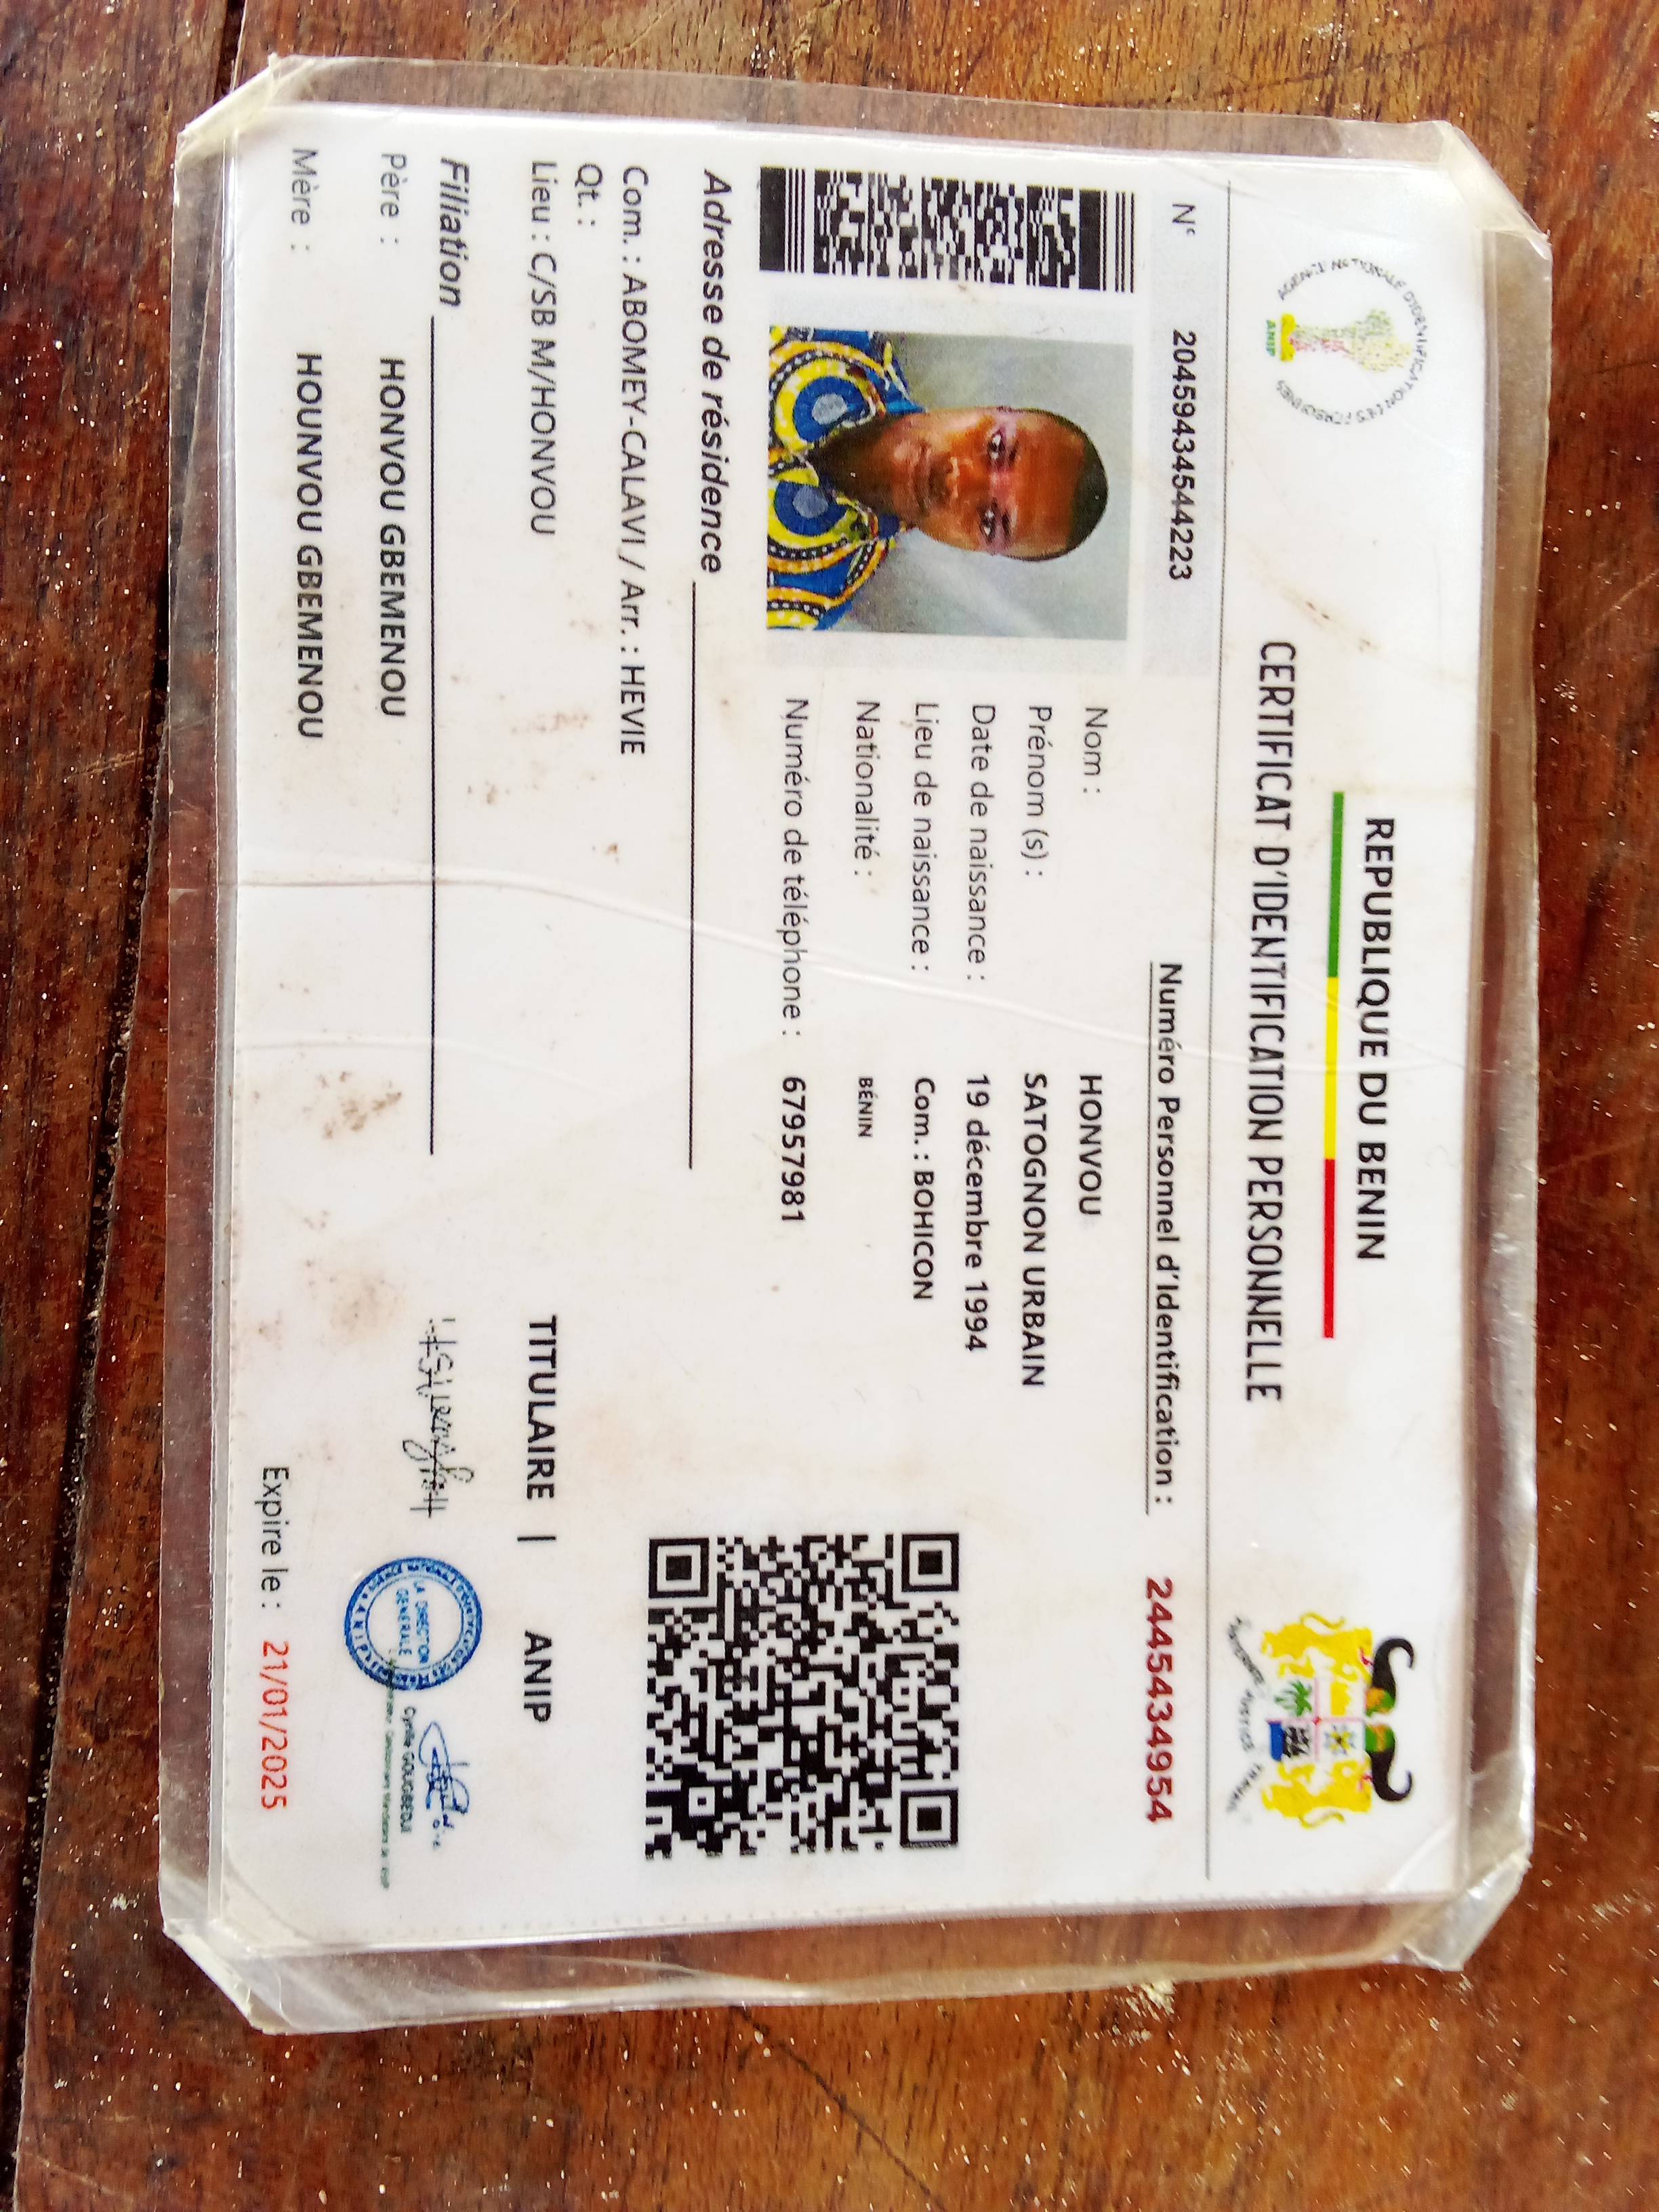 REPUBLIQUE DU BENIN
AGENCE NATIONALE D'IDENTIFICATION DES PERSONNES
ANIP
CERTIFICAT D'IDENTIFICATION PERSONNELLE
N° 20459434544223
Numéro Personnel d'Identification : 2445434954
Nom : HONVOU
Prénom (s) : SATOGNON URBAIN
Date de naissance : 19 décembre 1994
Lieu de naissance : Com. : BOHICON
Nationalité : BÉNIN
Numéro de téléphone : 67957981
Adresse de résidence
Com. : ABOMEY-CALAVI / Arr. : HEVIE
Qt. :
Lieu : C/SB M/HONVOU
TITULAIRE | ANIP
Filiation
Père : HONVOU GBEMENOU
Mère : HOUNVOU GBEMENOU
LA DIRECTION
GENERALE
ANIP
Cyrille GOUGBEDJI
Expire le : 21/01/2025